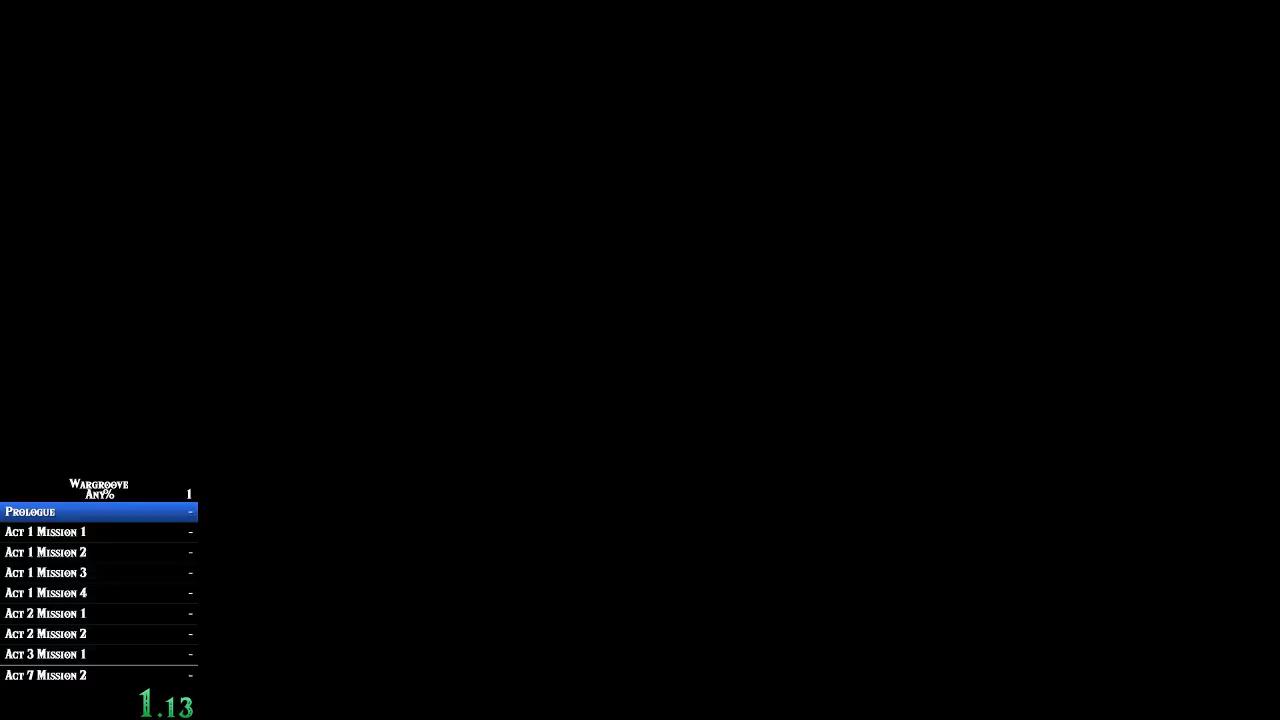 Wargroove
Any% 1
Prologue -
Act 1 Mission 1 -
Act 1 Mission 2 -
Act 1 Mission 3 -
Act 1 Mission 4 -
Act 2 Mission 1 -
Act 2 Mission 2 -
Act 3 Mission 1 -
Act 7 Mission 2 -
1.13